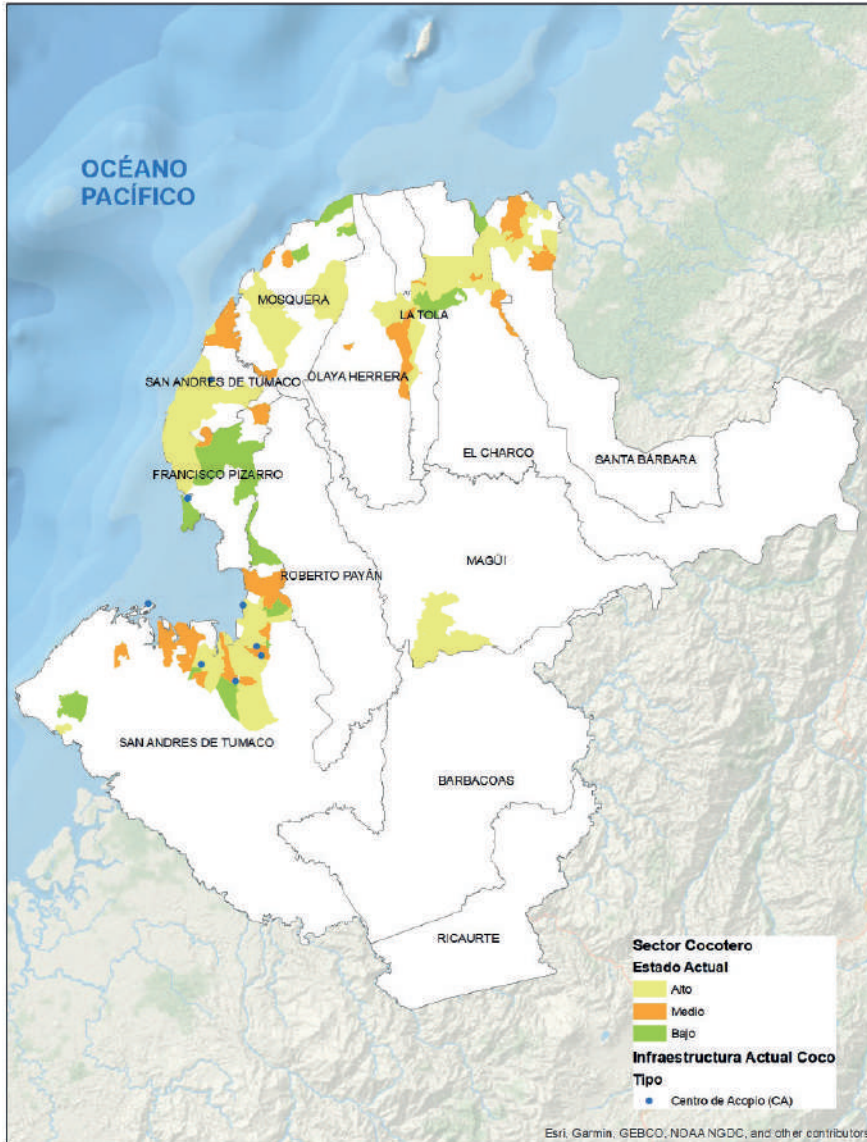 OCÉANO
PACÍFICO
MOSQUERA
LA TOLA
SAN ANDRES DE TUMACO
OLAYA HERRERA
EL CHARCO
SANTA BÁRBARA
FRANCISCO PIZARRO
MAGÜI
ROBERTO PAYÁN
SAN ANDRES DE TUMACO
BARBACOAS
RICAURTE
Sector Cocotero
Estado Actual
Alto
Medio
Bajo
Infraestructura Actual Coco
Tipo
Centro de Acopio (CA)
Esri, Garmin, GEBCO, NOAA NGDC, and other contributors